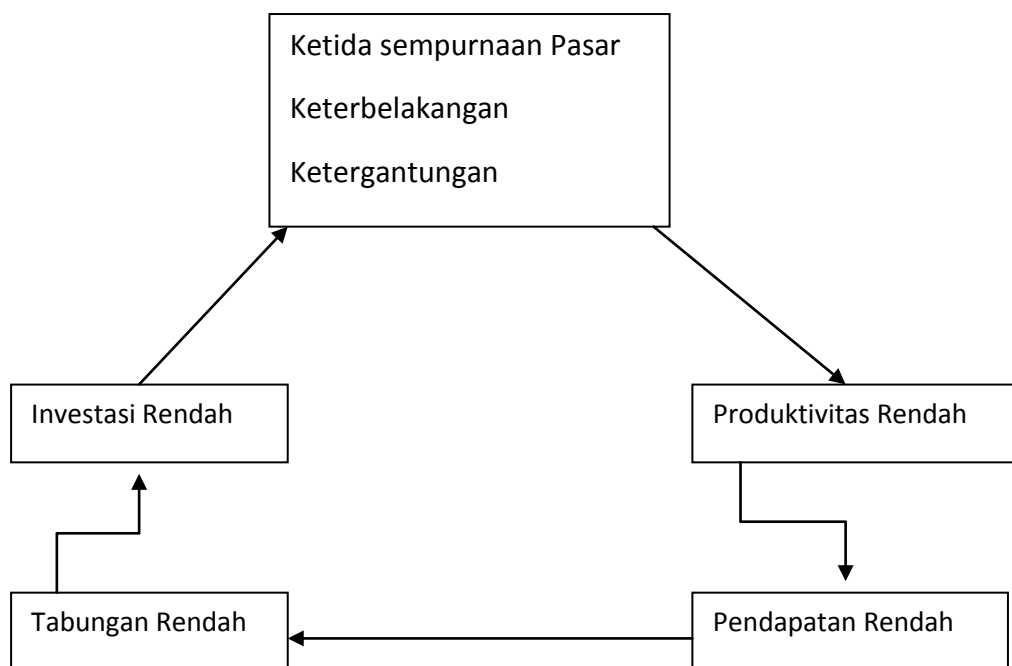 Ketida sempurnaan Pasar
Keterbelakangan
Ketergantungan
Investasi Rendah
Produktivitas Rendah
Tabungan Rendah
Pendapatan Rendah